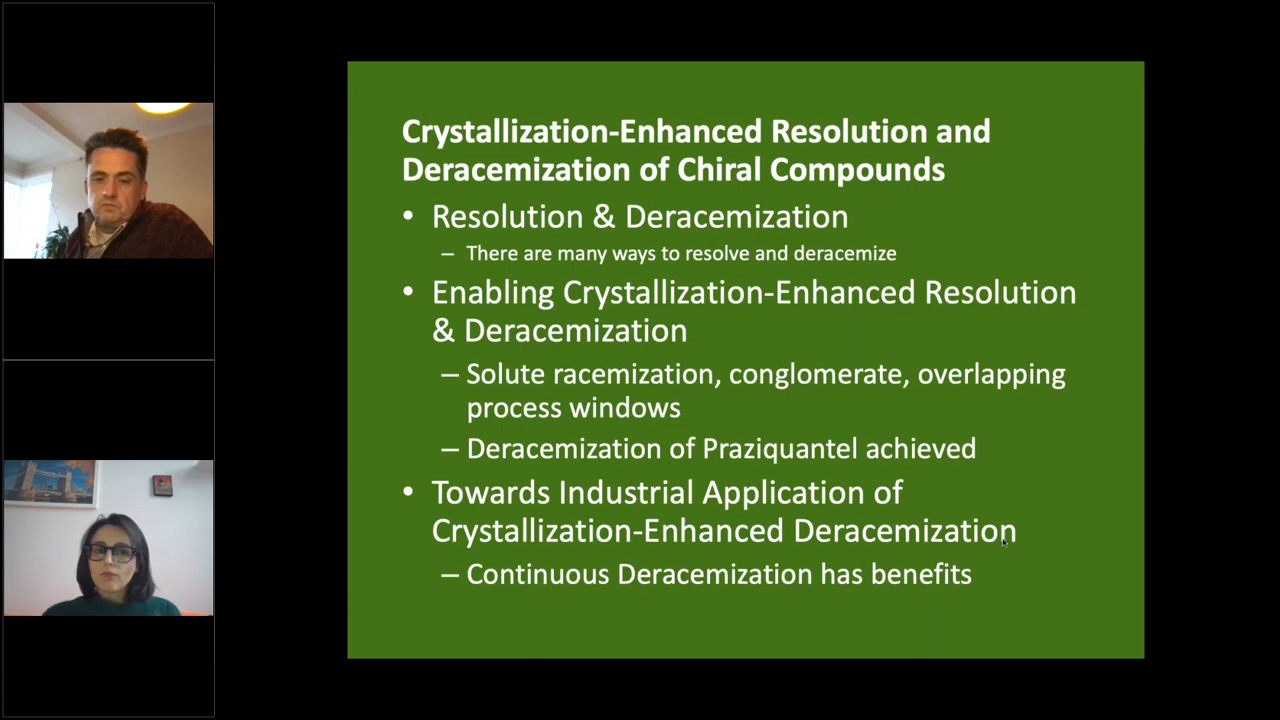 Crystallization-Enhanced Resolution and
Deracemization of Chiral Compounds
• Resolution & Deracemization
– There are many ways to resolve and deracemize
• Enabling Crystallization-Enhanced Resolution
& Deracemization
– Solute racemization, conglomerate, overlapping
process windows
– Deracemization of Praziquantel achieved
• Towards Industrial Application of
Crystallization-Enhanced Deracemization
– Continuous Deracemization has benefits